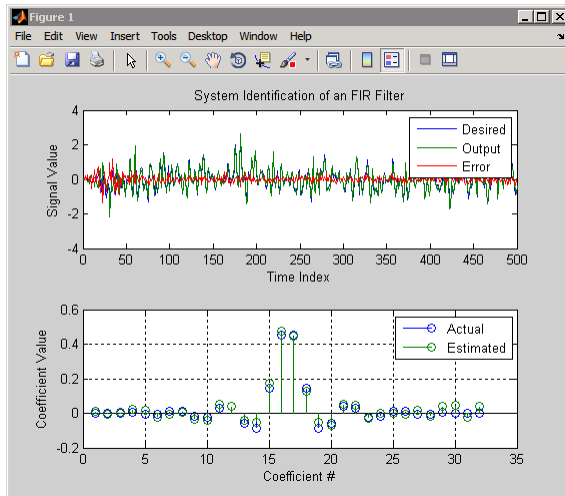 Figure 1
File Edit View Insert Tools Desktop Window Help
System Identification of an FIR Filter
Signal Value
4
2
0
-2
-4
Desired
Output
Error
0 50 100 150 200 250 300 350 400 450 500
Time Index
Coefficient Value
0.6
0.4
0.2
0
-0.2
Actual
Estimated
0 5 10 15 20 25 30 35
Coefficient #